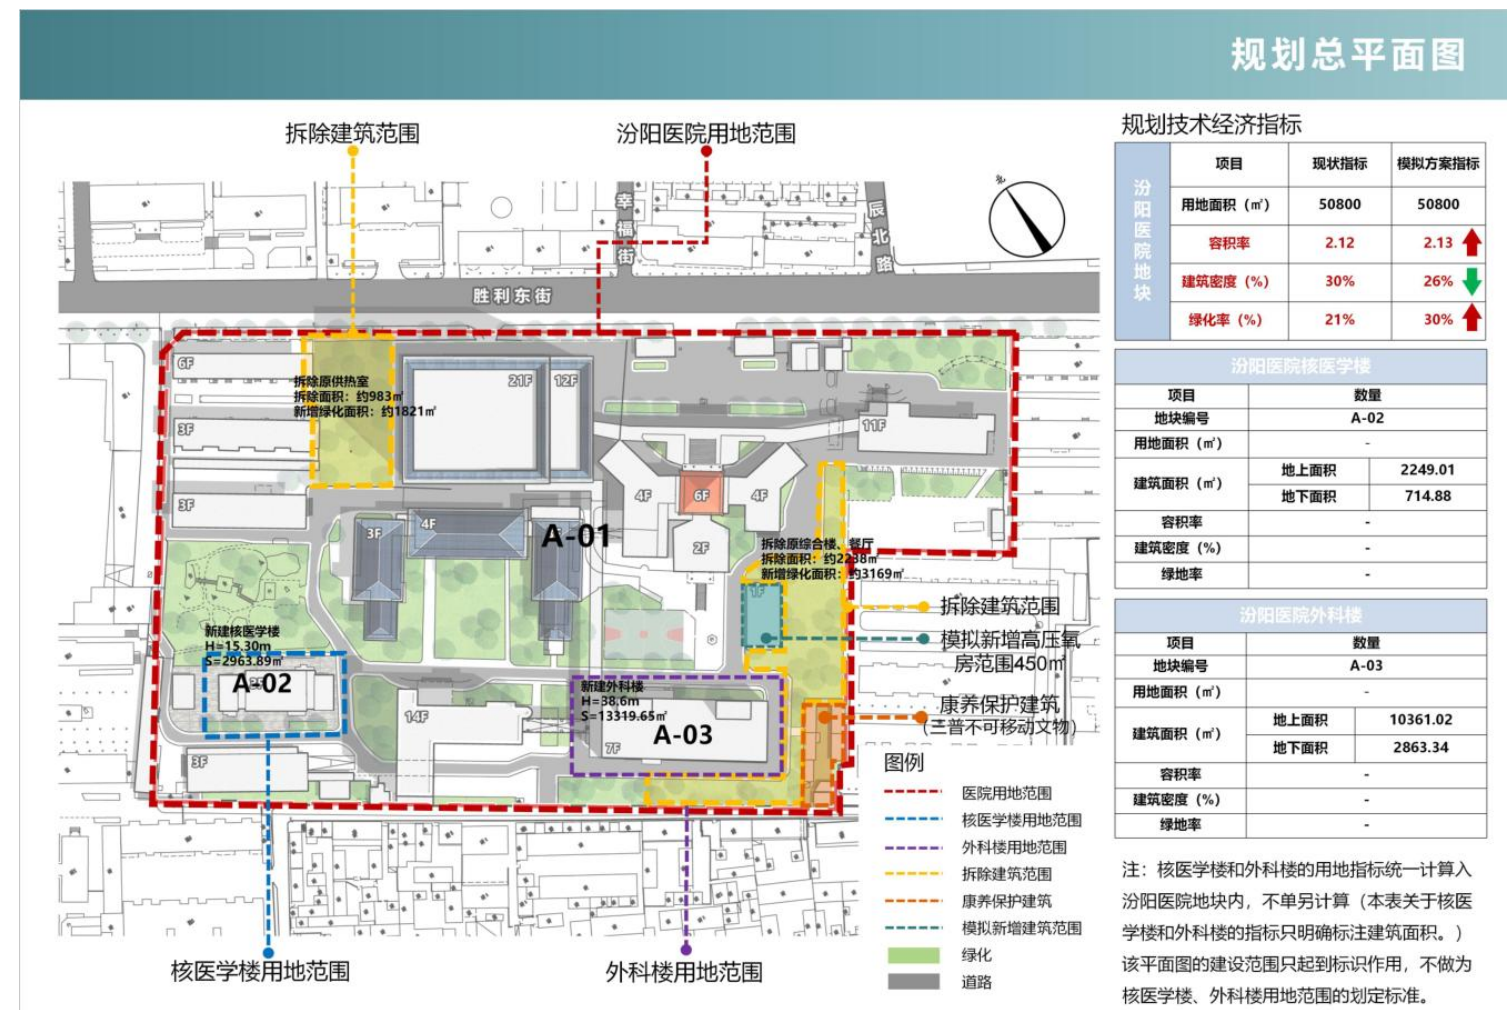 规划总平面图
拆除建筑范围
汾阳医院用地范围
北
幸福街
辰北路
胜利东街
6F
拆除原供热室
拆除面积：约983㎡
新增绿化面积：约1821㎡
21F
12F
3F
11F
3F
4F
6F
4F
3F
4F
A-01
2F
拆除原综合楼、餐厅
拆除面积：约2238㎡
新增绿化面积：约3169㎡
1F
拆除建筑范围
模拟新增高压氧
房范围450㎡
新建核医学楼
H=15.30m
S=2963.89㎡
A-02
新建外科楼
H=38.6m
S=13319.65㎡
A-03
7F
14F
3F
康养保护建筑
（三普不可移动文物）
核医学楼用地范围
外科楼用地范围
图例
医院用地范围
核医学楼用地范围
外科楼用地范围
拆除建筑范围
康养保护建筑
模拟新增建筑范围
绿化
道路
规划技术经济指标
汾阳医院地块
项目 现状指标 模拟方案指标
用地面积（㎡） 50800 50800
容积率 2.12 2.13
建筑密度（%） 30% 26%
绿化率（%） 21% 30%
汾阳医院核医学楼
项目 数量
地块编号 A-02
用地面积（㎡） -
建筑面积（㎡） 地上面积 2249.01
地下面积 714.88
容积率 -
建筑密度（%） -
绿地率 -
汾阳医院外科楼
项目 数量
地块编号 A-03
用地面积（㎡） -
建筑面积（㎡） 地上面积 10361.02
地下面积 2863.34
容积率 -
建筑密度（%） -
绿地率 -
注：核医学楼和外科楼的用地指标统一计算入
汾阳医院地块内，不单另计算（本表关于核医
学楼和外科楼的指标只明确标注建筑面积。）
该平面图的建设范围只起到标识作用，不做为
核医学楼、外科楼用地范围的划定标准。